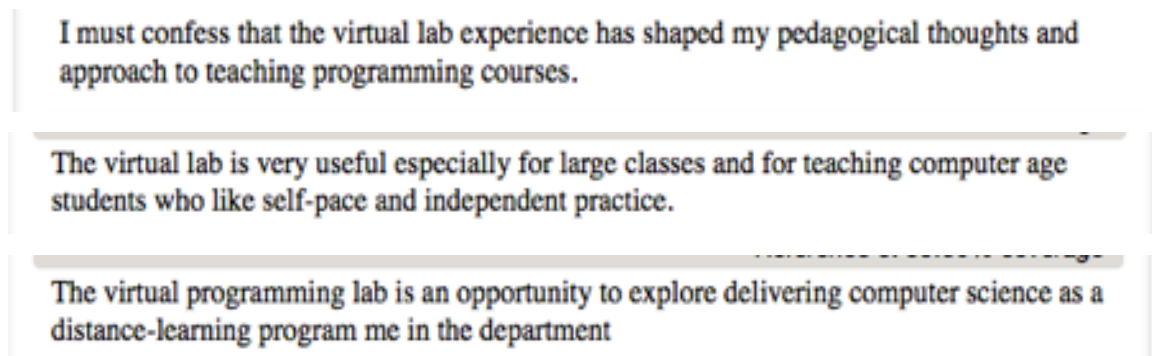 I must confess that the virtual lab experience has shaped my pedagogical thoughts and
approach to teaching programming courses.
The virtual lab is very useful especially for large classes and for teaching computer age
students who like self-pace and independent practice.
The virtual programming lab is an opportunity to explore delivering computer science as a
distance-learning program me in the department